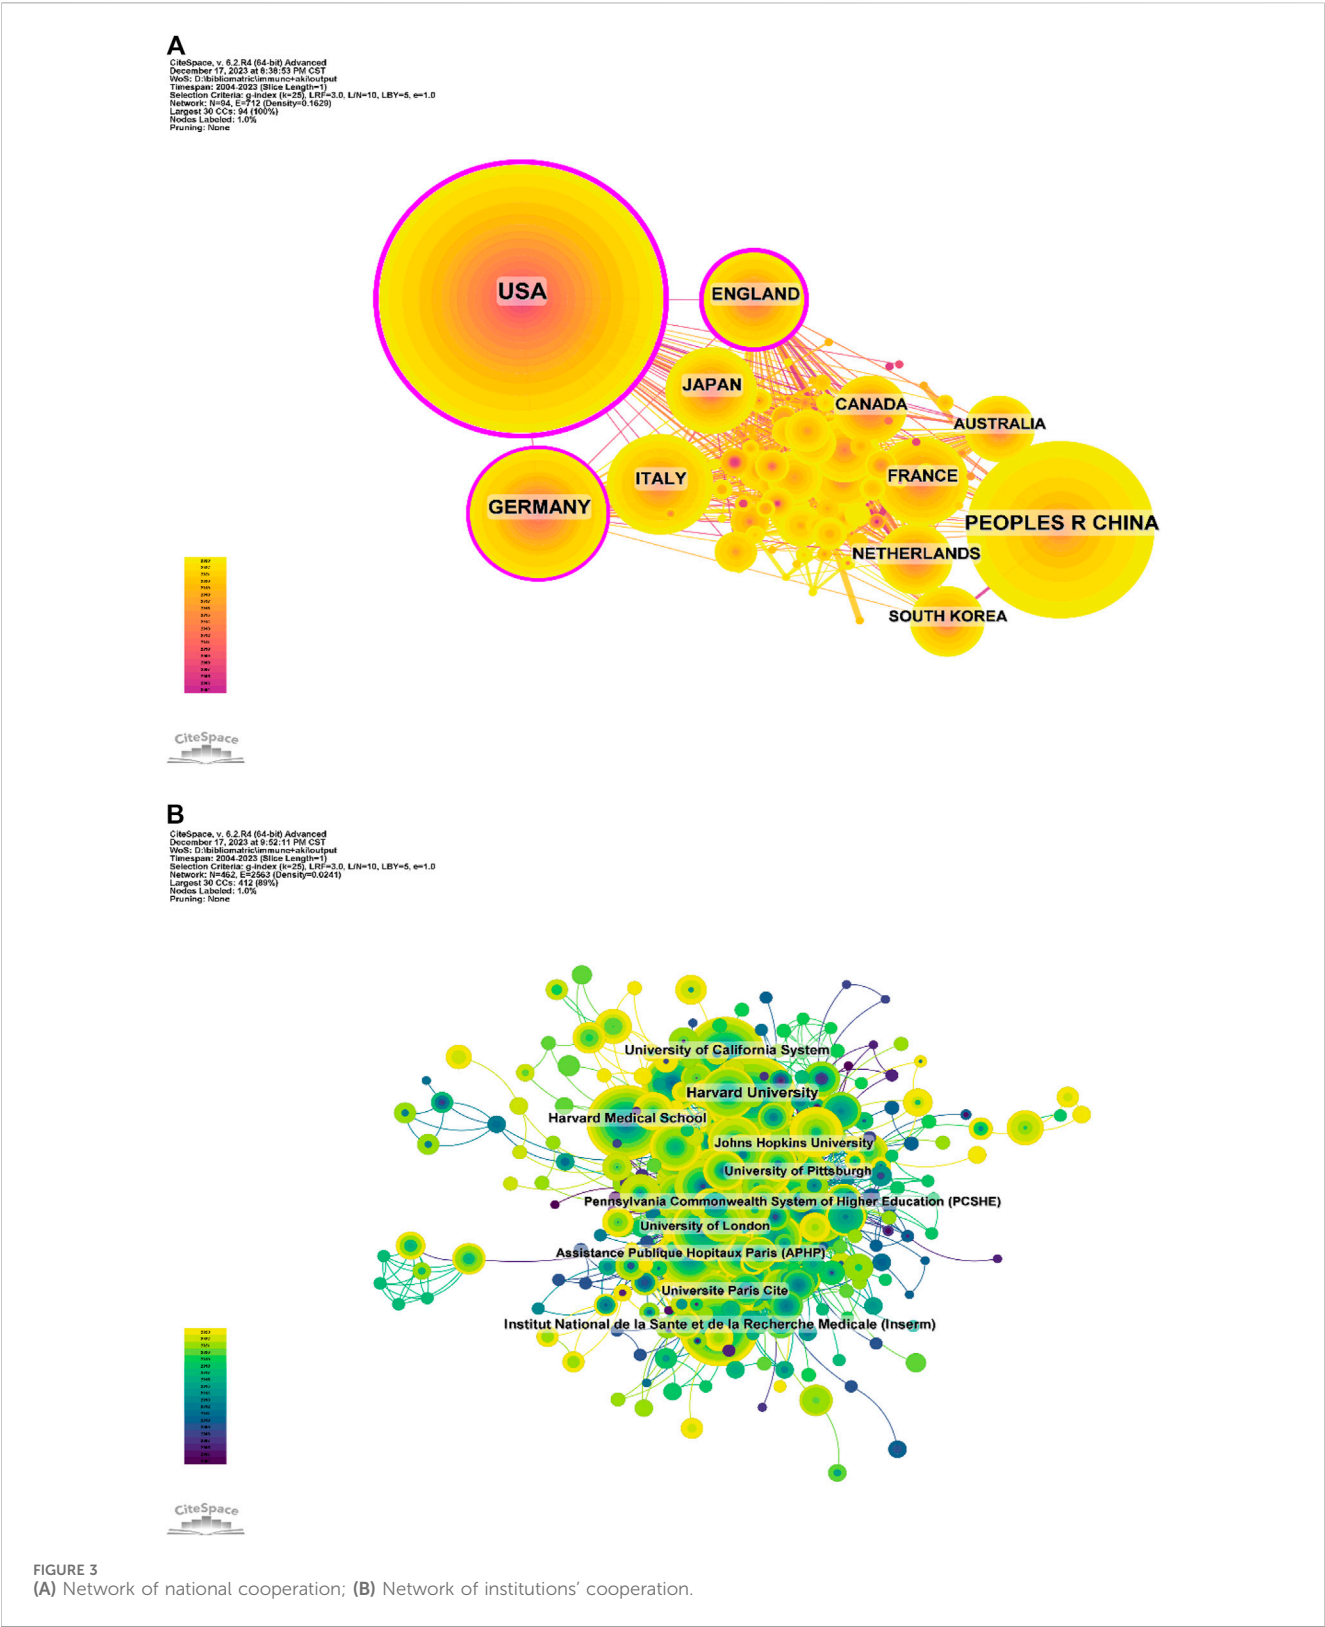 A
CiteSpace, v. 6.2.R4 (64-bit) Advanced
December 17, 2023 at 8:38:53 PM CST
WoS: D:\bibliomatric\immune+aki\output
Timespan: 2004-2023 (Slice Length=1)
Selection Criteria: g-index (k=25), LRF=3.0, L/N=10, LBY=5, e=1.0
Network: N=94, E=712 (Density=0.1629)
Largest 30 CCs: 94 (100%)
Nodes Labeled: 1.0%
Pruning: None
USA
ENGLAND
JAPAN
CANADA
AUSTRALIA
ITALY
FRANCE
GERMANY
PEOPLES R CHINA
NETHERLANDS
SOUTH KOREA
CiteSpace
B
CiteSpace, v. 6.2.R4 (64-bit) Advanced
December 17, 2023 at 9:52:11 PM CST
WoS: D:\bibliomatric\immune+aki\output
Timespan: 2004-2023 (Slice Length=1)
Selection Criteria: g-index (k=25), LRF=3.0, L/N=10, LBY=5, e=1.0
Network: N=462, E=2563 (Density=0.0241)
Largest 30 CCs: 412 (89%)
Nodes Labeled: 1.0%
Pruning: None
University of California System
Harvard University
Harvard Medical School
Johns Hopkins University
University of Pittsburgh
Pennsylvania Commonwealth System of Higher Education (PCSHE)
University of London
Assistance Publique Hopitaux Paris (APHP)
Universite Paris Cite
Institut National de la Sante et de la Recherche Medicale (Inserm)
CiteSpace
FIGURE 3
(A) Network of national cooperation; (B) Network of institutions' cooperation.